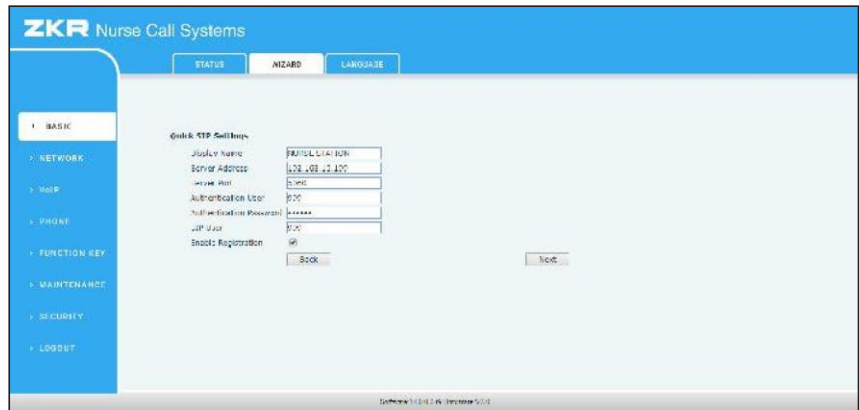 ZKR Nurse Call Systems
STATUS WIZARD LANGUAGE
BASIC
NETWORK
VoIP
PHONE
FUNCTION KEY
MAINTENANCE
SECURITY
LOGOUT
Quick SIP Settings
Display Name NURSE STATION
Server Address
Server Port 5060
Authentication User
Authentication Password ••••••
SIP User
Enable Registration
Back Next